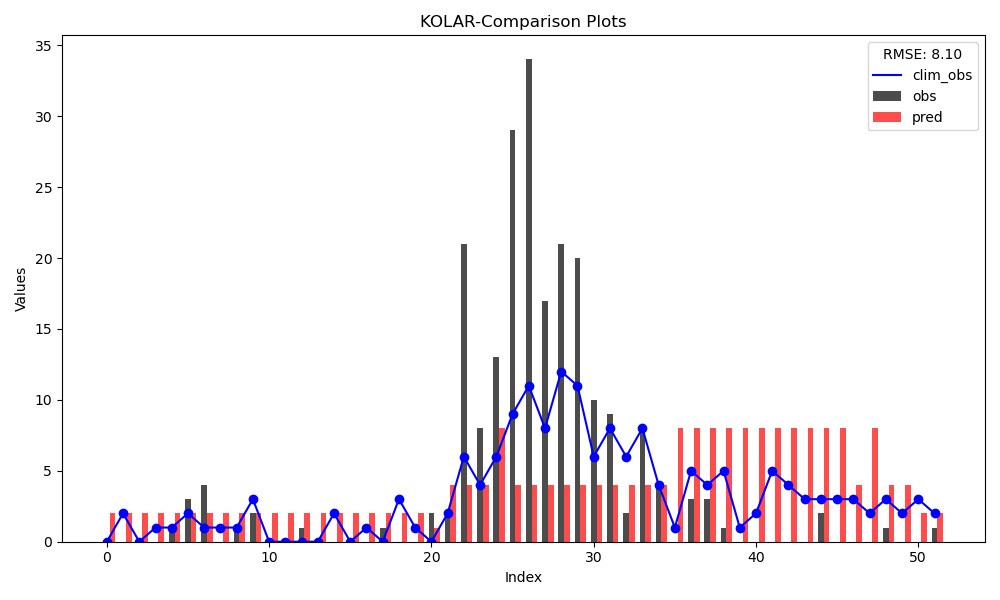 KOLAR-Comparison Plots
RMSE: 8.10
clim_obs
obs
pred
Values
35
30
25
20
15
10
5
0
0 10 20 30 40 50
Index